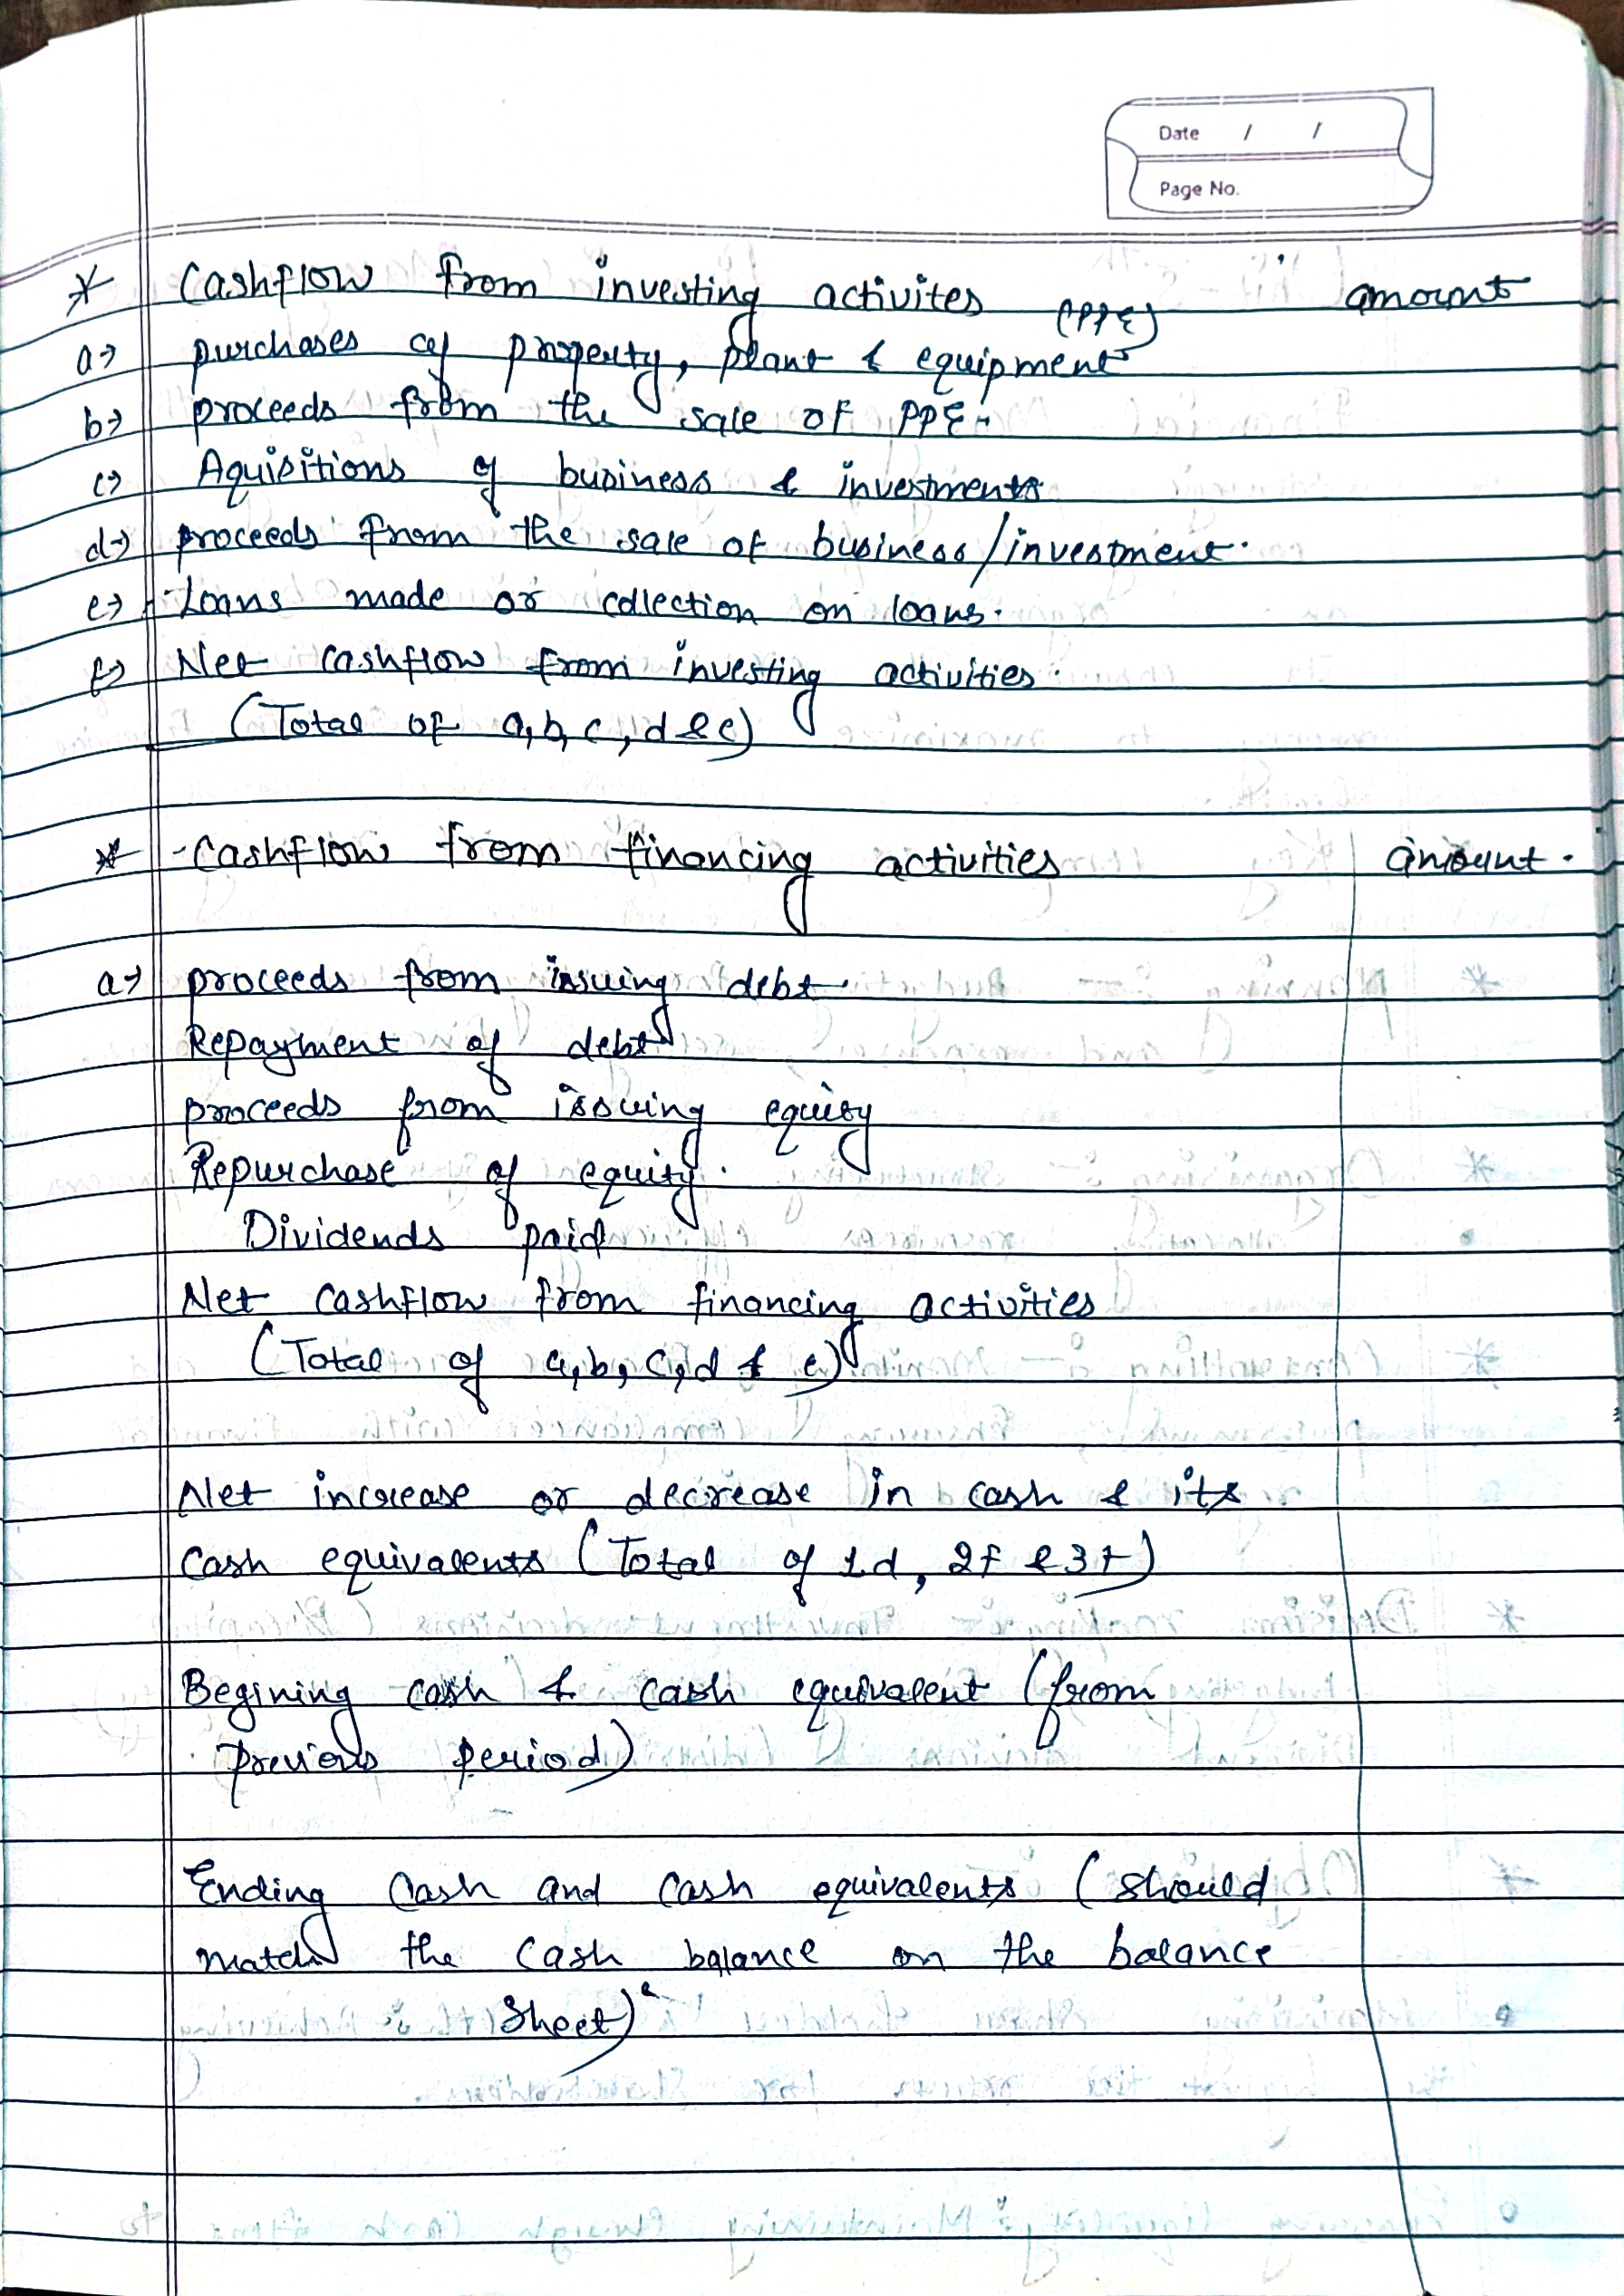 Date / /
Page No.
* Cashflow from investing activites amount
(PPE)
a→ purchases of property, plant & equipment
b→ proceeds from the sale of PPE.
c→ Aquisitions of business & investments.
d→ proceeds from the sale of business/investment.
e→ Loans made or collection on loans.
f→ Net cashflow from investing activities.
(Total of a, b, c, d & e)
* Cashflow from financing activities amount.
a→ proceeds from issuing debt.
Repayment of debt
proceeds from issuing equity
Repurchase of equity.
Dividends paid
Net cashflow from financing activities
(Total of a, b, c, d & e)
Net increase or decrease in cash & its
cash equivalents (Total of 1d, 2f & 3f)
Begining cash & cash equivalent (from
previous period)
Ending cash and cash equivalents (should
match the cash balance on the balance
sheet)